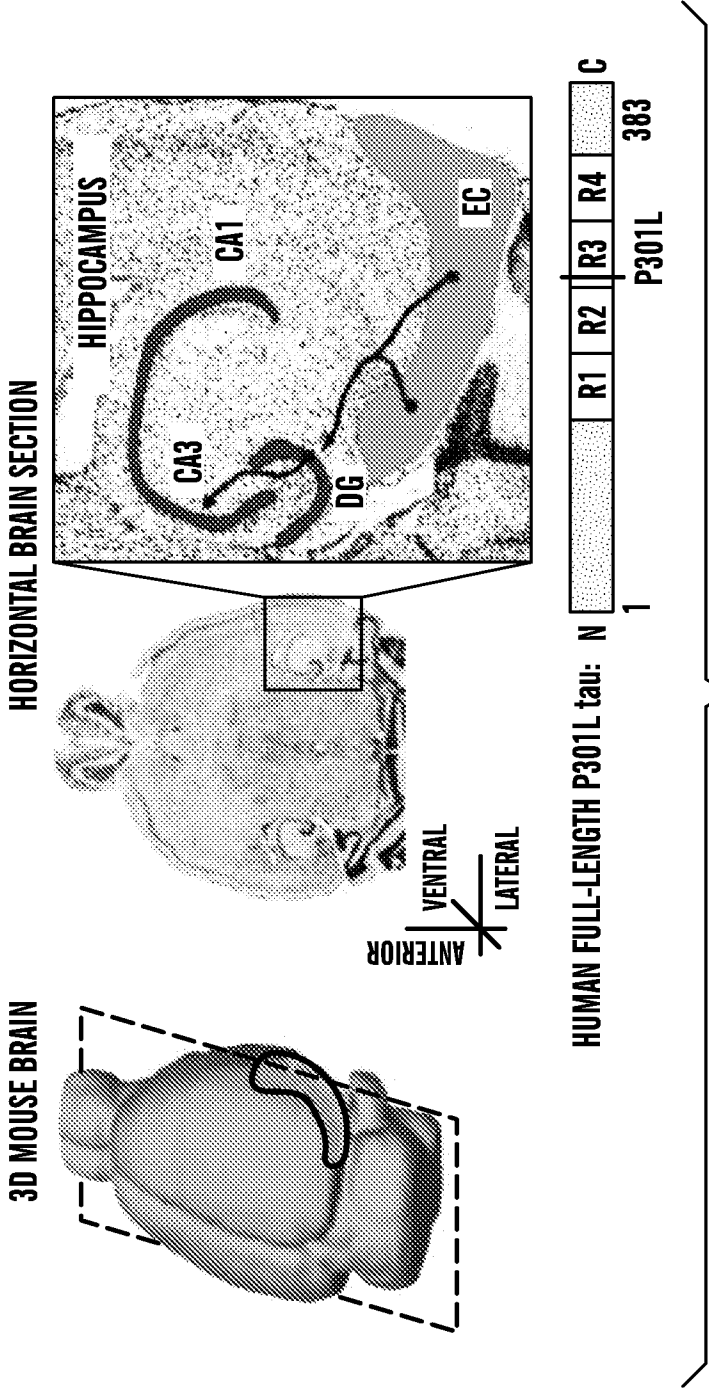 3D MOUSE BRAIN
HORIZONTAL BRAIN SECTION
HIPPOCAMPUS
CA1
CA3
DG
EC
ANTERIOR
VENTRAL
LATERAL
HUMAN FULL-LENGTH P301L tau: N R1 R2 R3 R4 C
1 P301L 383